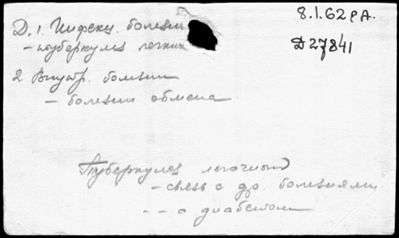 8.1.62 РА.
Д 27841
Д. 1. Инфекц. болезни
- туберкулез легких
2 Внутр. болезни
- болезни обмена
Туберкулез легочный
- связь с др. болезнями
- - с диабетом